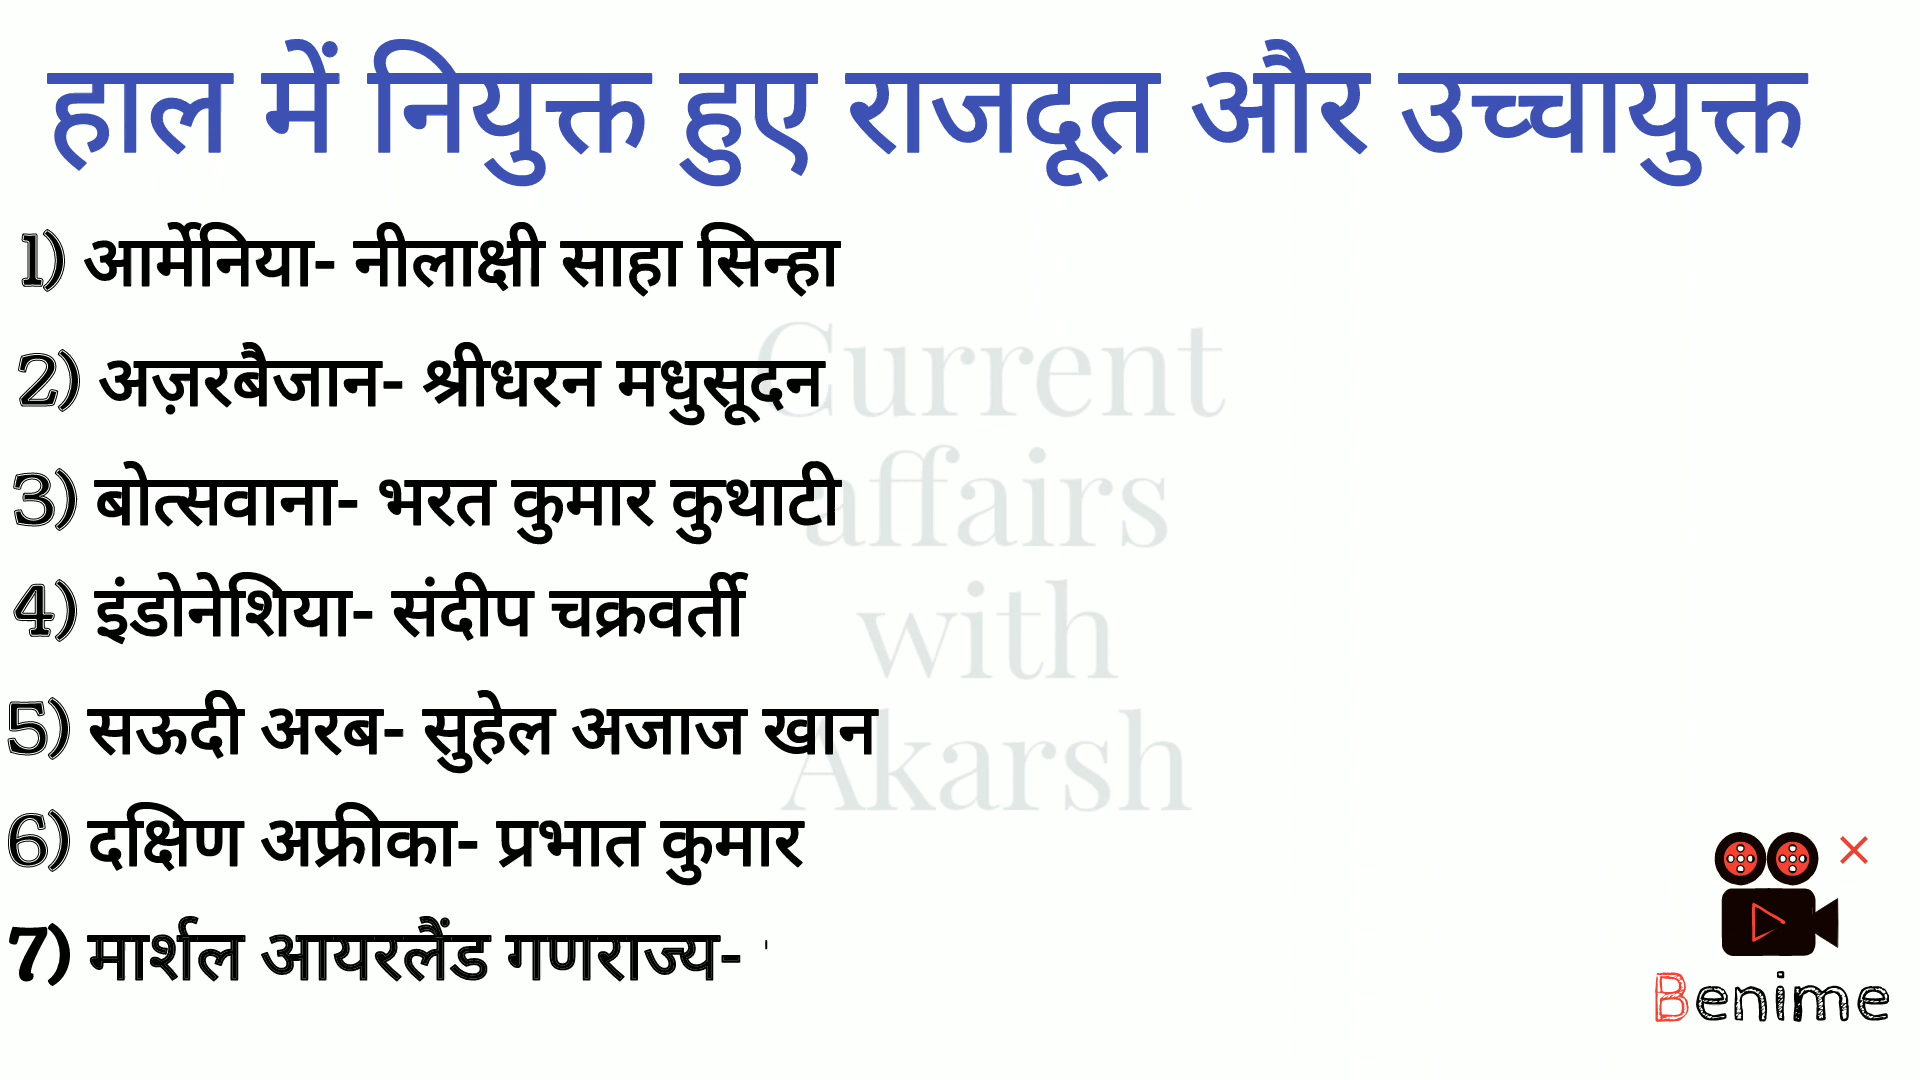 हाल में नियुक्त हुए राजदूत और उच्चायुक्त
1) आर्मेनिया- नीलाक्षी साहा सिन्हा
2) अज़रबैजान- श्रीधरन मधुसूदन
3) बोत्सवाना- भरत कुमार कुथाटी
4) इंडोनेशिया- संदीप चक्रवर्ती
5) सऊदी अरब- सुहेल अजाज खान
6) दक्षिण अफ्रीका- प्रभात कुमार
7) मार्शल आयरलैंड गणराज्य-
Current
affairs
with
Akarsh
Benime